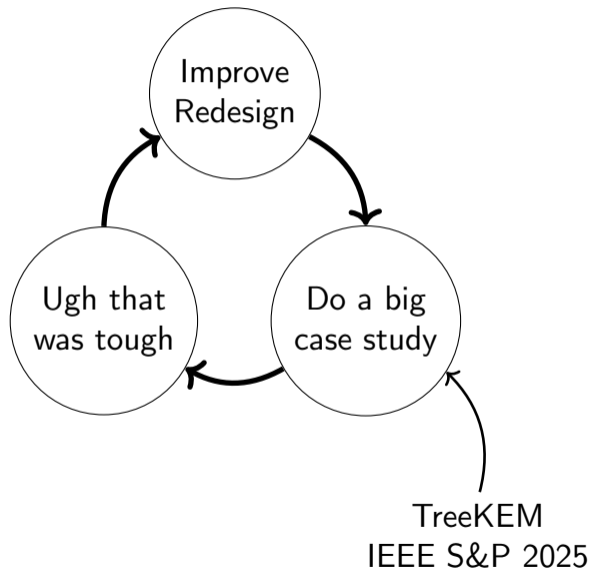 Improve
Redesign
Ugh that
was tough
Do a big
case study
TreeKEM
IEEE S&P 2025